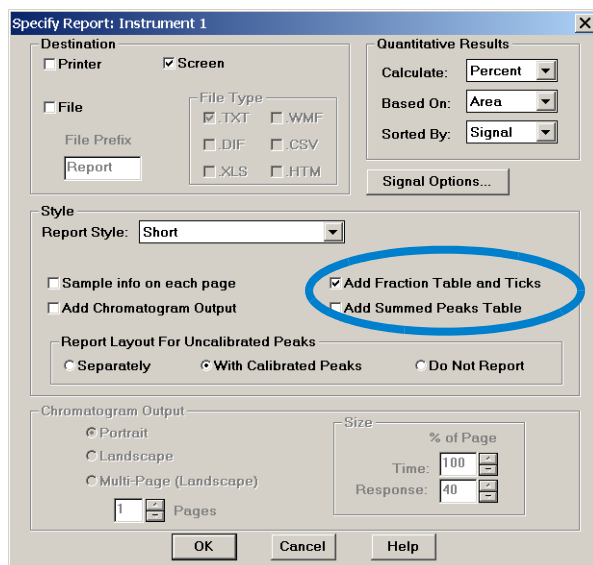 Specify Report: Instrument 1
Destination
Printer
Screen
File
File Prefix
Report
File Type
.TXT
.WMF
.DIF
.CSV
.XLS
.HTM
Quantitative Results
Calculate: Percent
Based On: Area
Sorted By: Signal
Signal Options...
Style
Report Style: Short
Sample info on each page
Add Fraction Table and Ticks
Add Chromatogram Output
Add Summed Peaks Table
Report Layout For Uncalibrated Peaks
Separately
With Calibrated Peaks
Do Not Report
Chromatogram Output
Portrait
Landscape
Multi-Page (Landscape)
1 Pages
Size
% of Page
Time: 100
Response: 40
OK
Cancel
Help